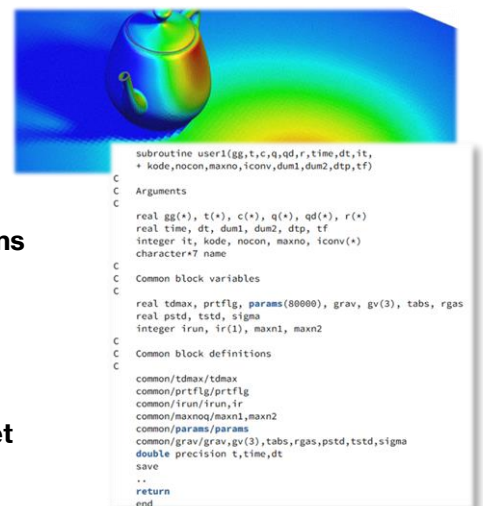 subroutine user1(gg,t,c,q,qd,r,time,dt,it,
+ kode,nocon,maxno,iconv,dum1,dum2,dtp,tf)
C
C Arguments
C
real gg(*), t(*), c(*), q(*), qd(*), r(*)
real time, dt, dum1, dum2, dtp, tf
integer it, kode, nocon, maxno, iconv(*)
character*7 name
C
ns
C Common block variables
C
real tdmax, prtflg, params(80000), grav, gv(3), tabs, rgas
real pstd, tstd, sigma
integer irun, ir(1), maxn1, maxn2
C
C Common block definitions
C
common/tdmax/tdmax
common/prtflg/prtflg
common/irun/irun,ir
common/maxnoq/maxn1,maxn2
common/params/params
et
common/grav/grav,gv(3),tabs,rgas,pstd,tstd,sigma
double precision t,time,dt
save
..
return
end